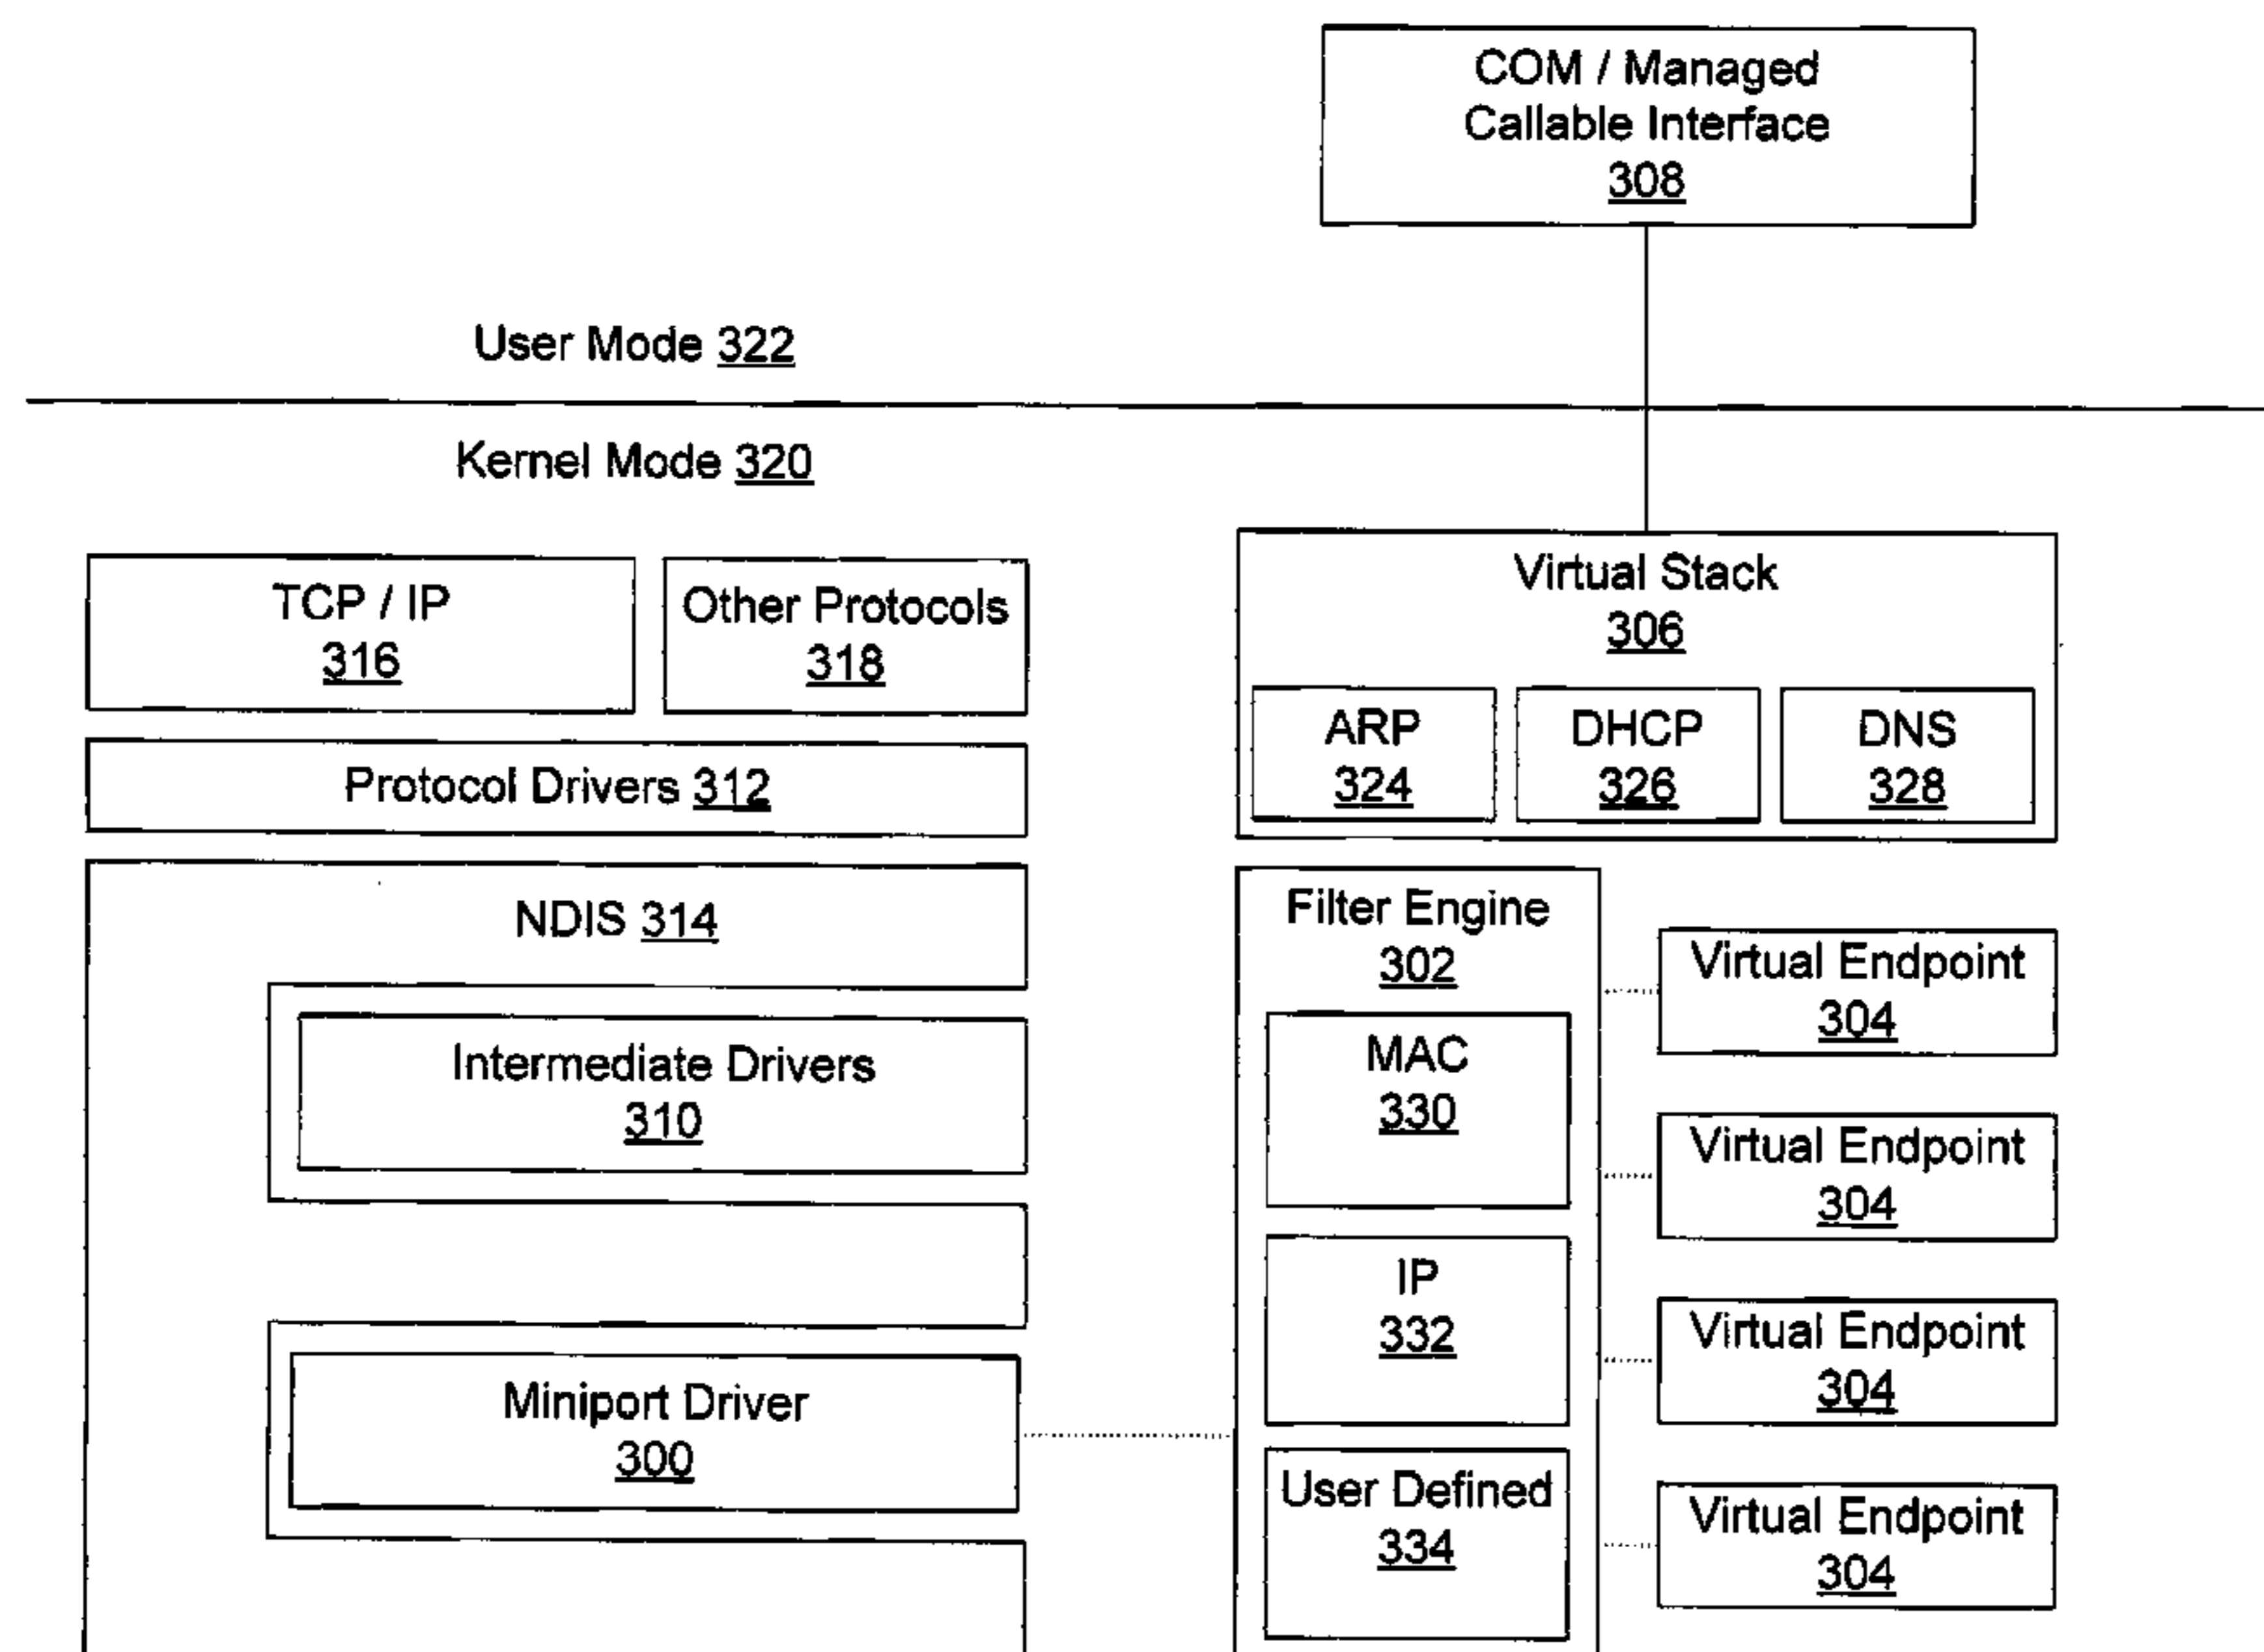 COM / Managed
Callable Interface
308
User Mode 322
Kernel Mode 320
TCP / IP
316
Other Protocols
318
Protocol Drivers 312
NDIS 314
Intermediate Drivers
310
Miniport Driver
300
Virtual Stack
306
ARP
324
DHCP
326
DNS
328
Filter Engine
302
MAC
330
IP
332
User Defined
334
Virtual Endpoint
304
Virtual Endpoint
304
Virtual Endpoint
304
Virtual Endpoint
304